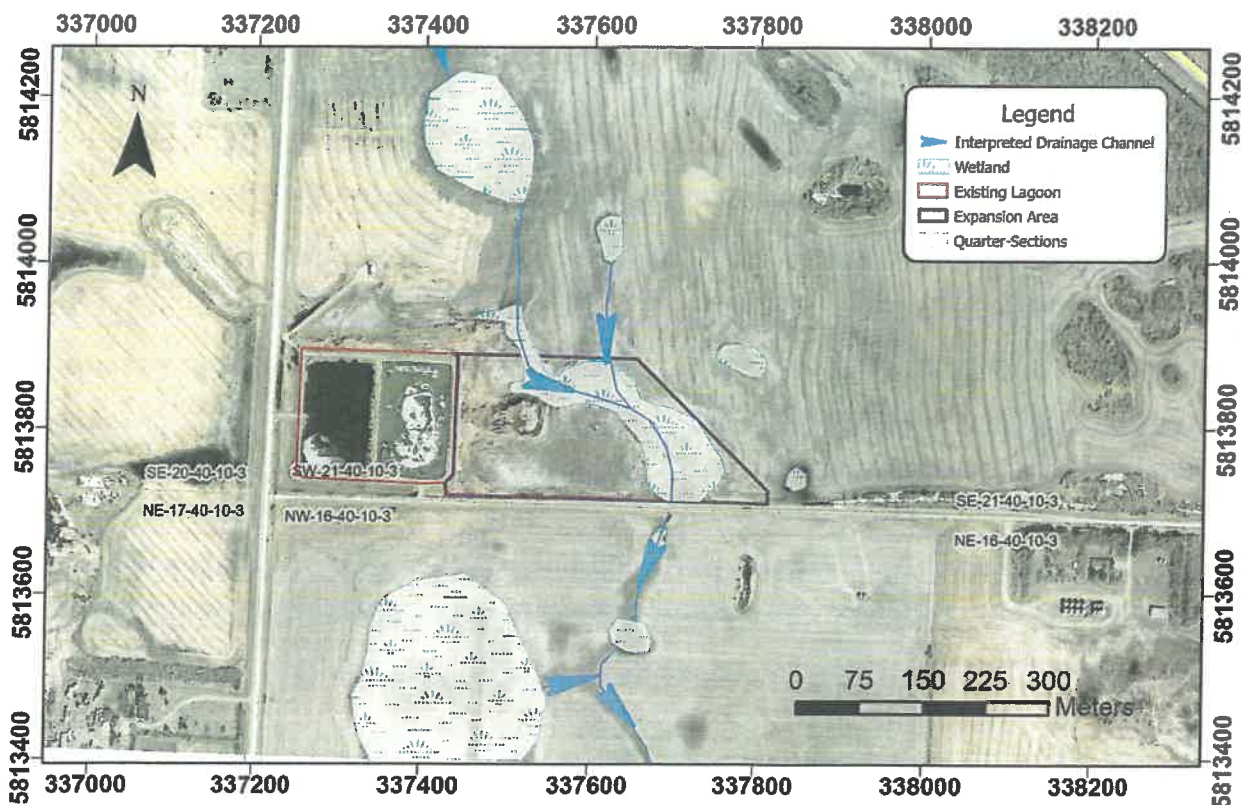 337000 337200 337400 337600 337800 338000 338200
5814200
5814000
5813800
5813600
5813400
N
Legend
Interpreted Drainage Channel
Wetland
Existing Lagoon
Expansion Area
Quarter-Sections
5814200
5814000
5813800
5813600
5813400
SE-20-40-10-3
SW-21-40-10-3
SE-21-40-10-3
NE-17-40-10-3
NW-16-40-10-3
NE-16-40-10-3
0 75 150 225 300
Meters
337000 337200 337400 337600 337800 338000 338200